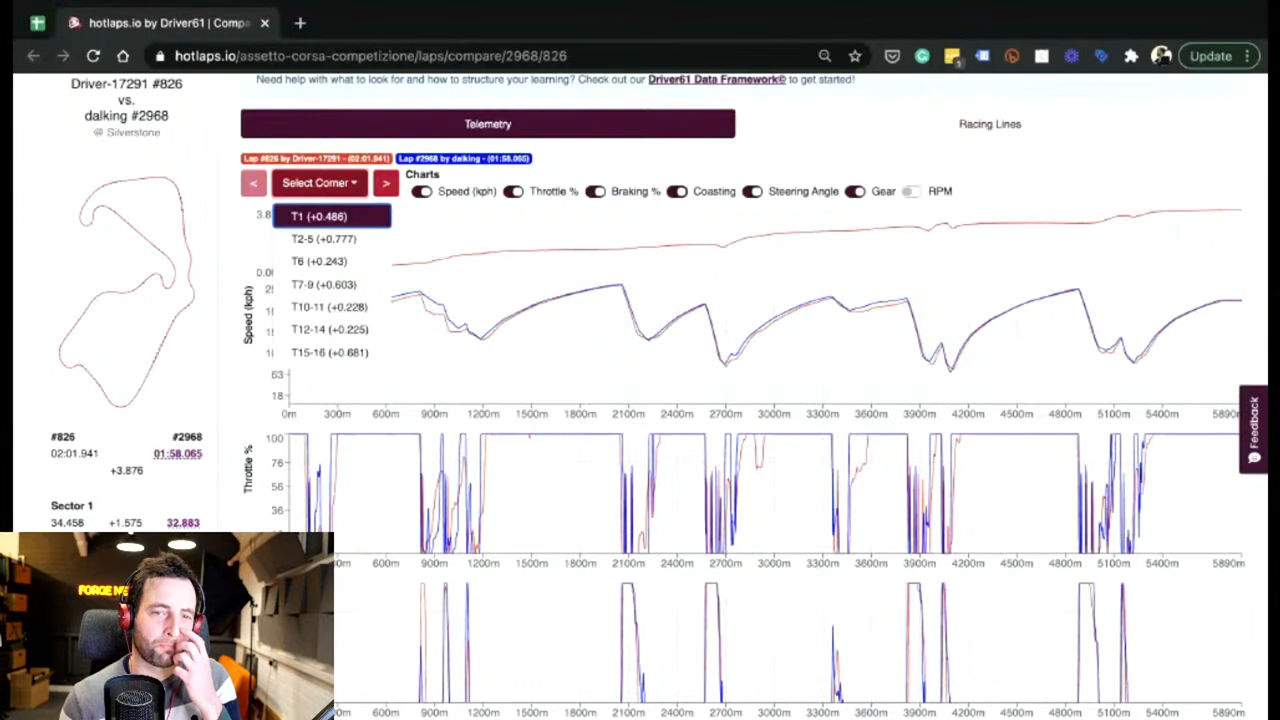 hotlaps.io by Driver61 | Compa
hotlaps.io/assetto-corsa-competizione/laps/compare/2968/826
Update
Driver-17291 #826
vs.
dalking #2968
@ Silverstone
Need help with what to look for and how to structure your learning? Check out our Driver61 Data Framework© to get started!
Telemetry
Racing Lines
Lap #826 by Driver-17291 - (02:01.941)
Lap #2968 by dalking - (01:58.065)
< Select Corner >
Charts
Speed (kph) Throttle % Braking % Coasting Steering Angle Gear RPM
T1 (+0.486)
T2-5 (+0.777)
T6 (+0.243)
T7-9 (+0.603)
T10-11 (+0.228)
T12-14 (+0.225)
T15-16 (+0.681)
3.8
0.0
Speed (kph)
63
18
0m 300m 600m 900m 1200m 1500m 1800m 2100m 2400m 2700m 3000m 3300m 3600m 3900m 4200m 4500m 4800m 5100m 5400m 5890m
#826 #2968
02:01.941 01:58.065
+3.876
Sector 1
34.458 +1.575 32.883
Throttle %
100
76
56
36
00m 600m 900m 1200m 1500m 1800m 2100m 2400m 2700m 3000m 3300m 3600m 3900m 4200m 4500m 4800m 5100m 5400m 5890m
00m 600m 900m 1200m 1500m 1800m 2100m 2400m 2700m 3000m 3300m 3600m 3900m 4200m 4500m 4800m 5100m 5400m 5890m
Feedback
FORGE